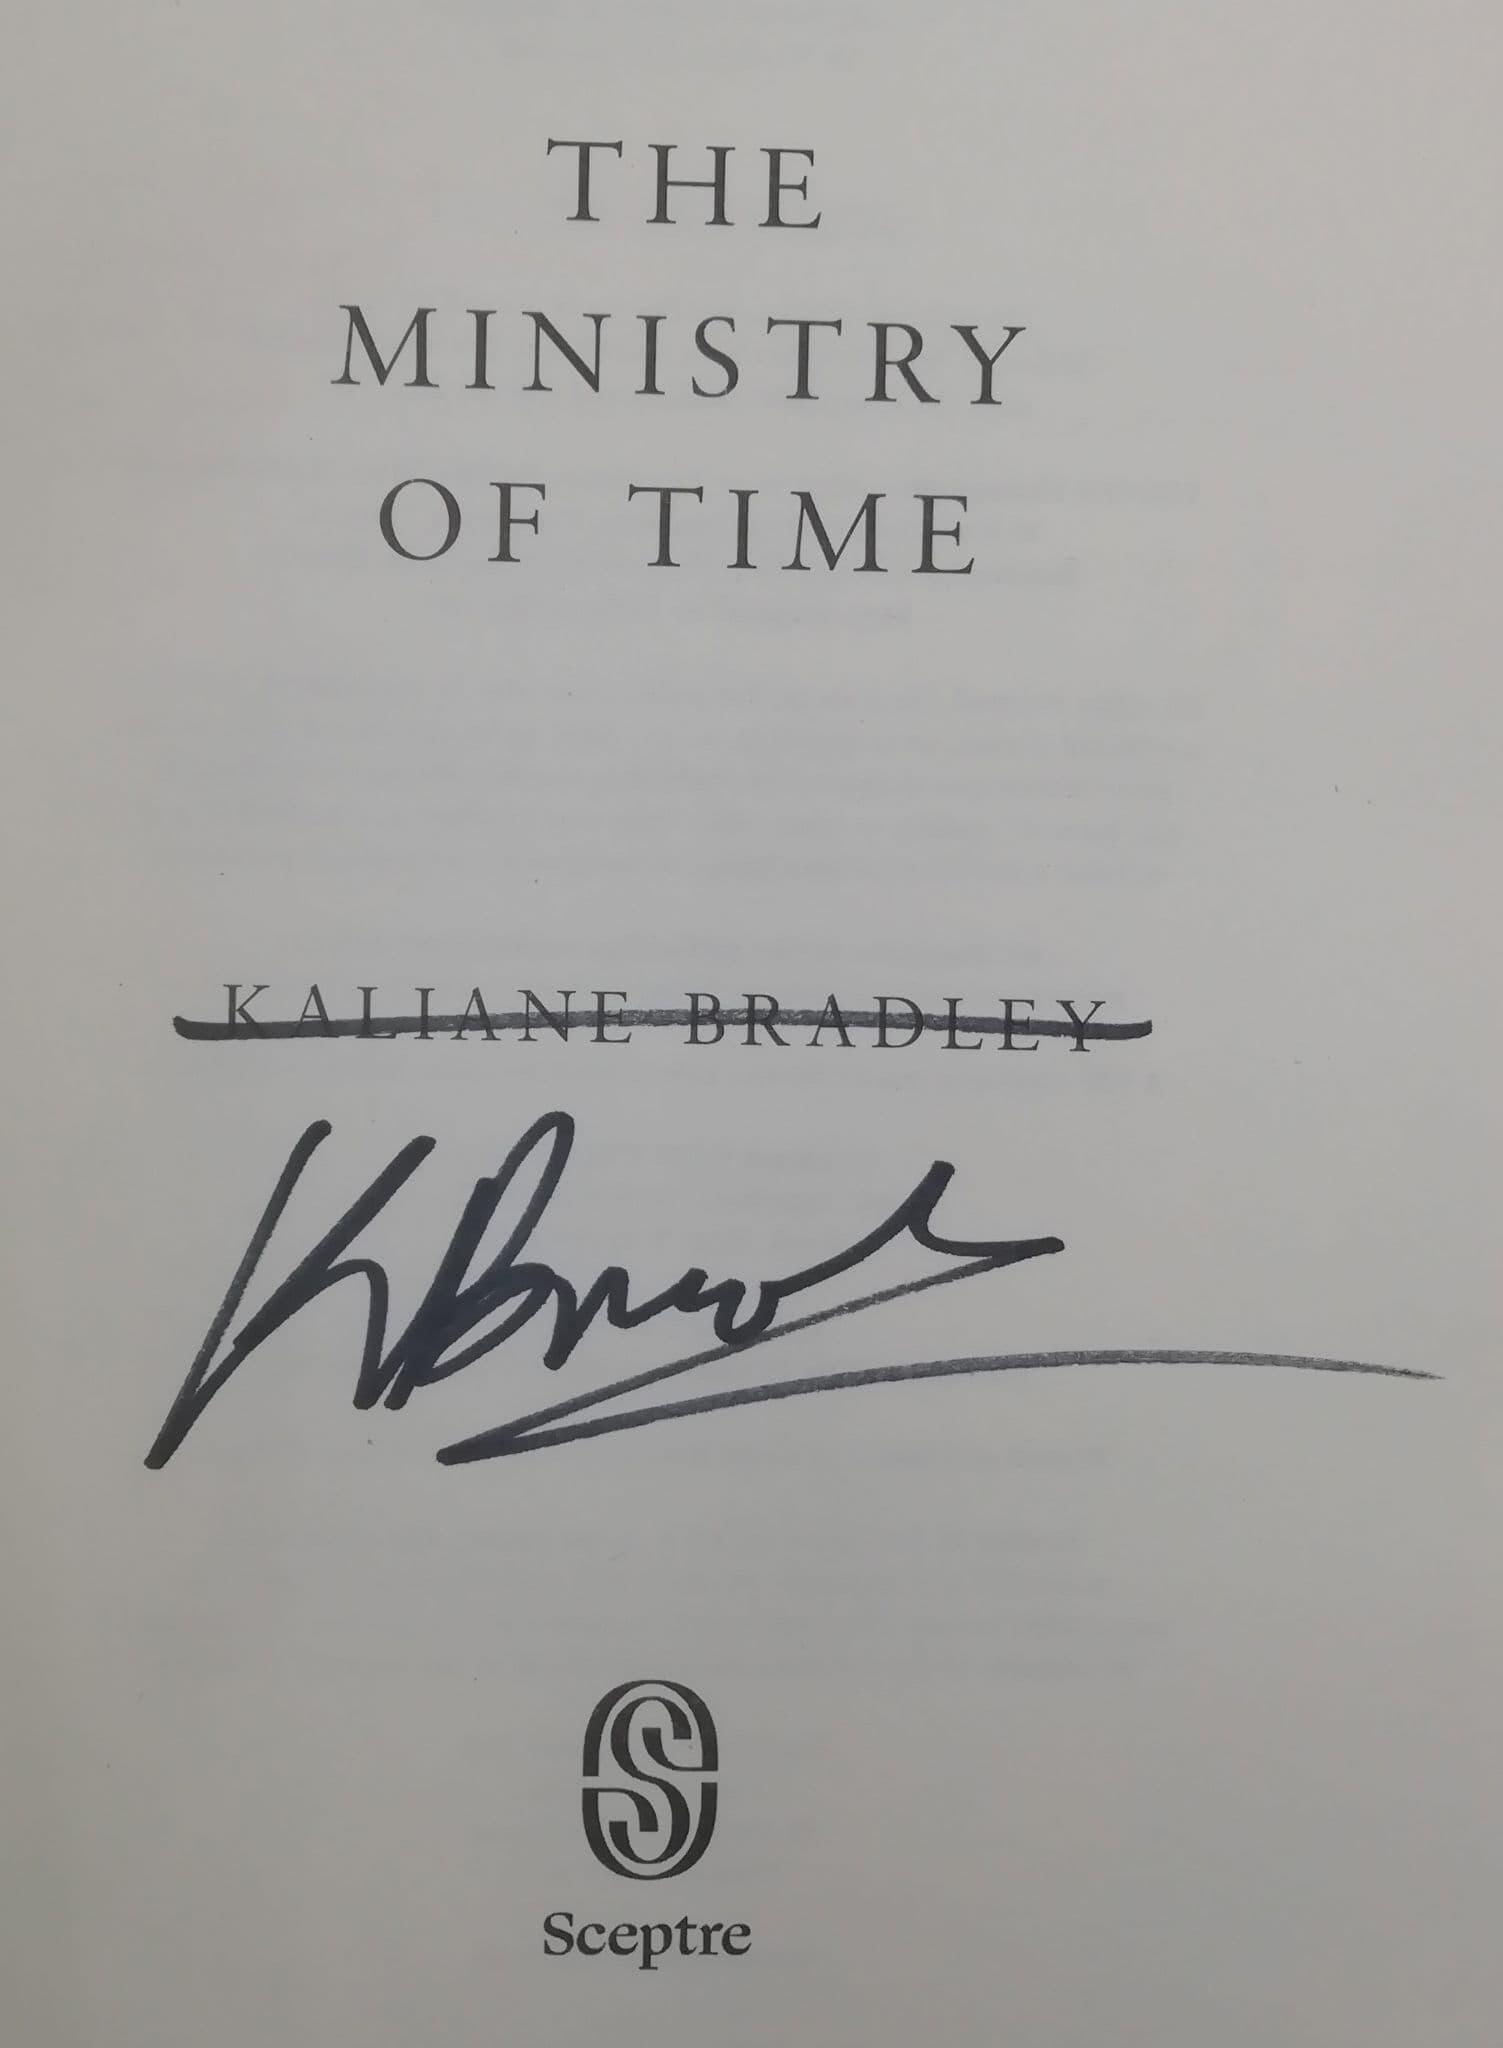 THE
MINISTRY
OF TIME
KALIANE BRADLEY
Sceptre